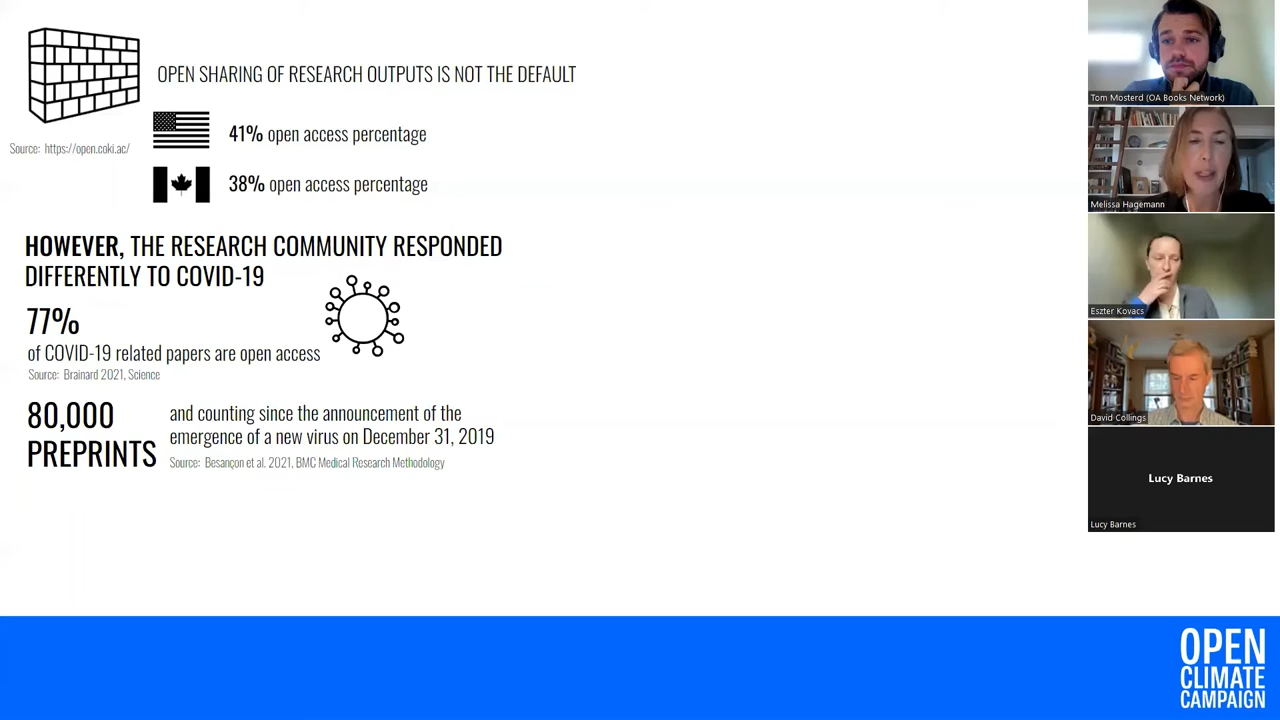 OPEN SHARING OF RESEARCH OUTPUTS IS NOT THE DEFAULT
Source: https://open.coki.ac/
41% open access percentage
38% open access percentage
HOWEVER, THE RESEARCH COMMUNITY RESPONDED
DIFFERENTLY TO COVID-19
77%
of COVID-19 related papers are open access
Source: Brainard 2021, Science
80,000
PREPRINTS
and counting since the announcement of the
emergence of a new virus on December 31, 2019
Source: Besançon et al. 2021, BMC Medical Research Methodology
Tom Mosterd (OA Books Network)
Melissa Hagemann
Eszter Kovacs
David Collings
Lucy Barnes
Lucy Barnes
OPEN
CLIMATE
CAMPAIGN